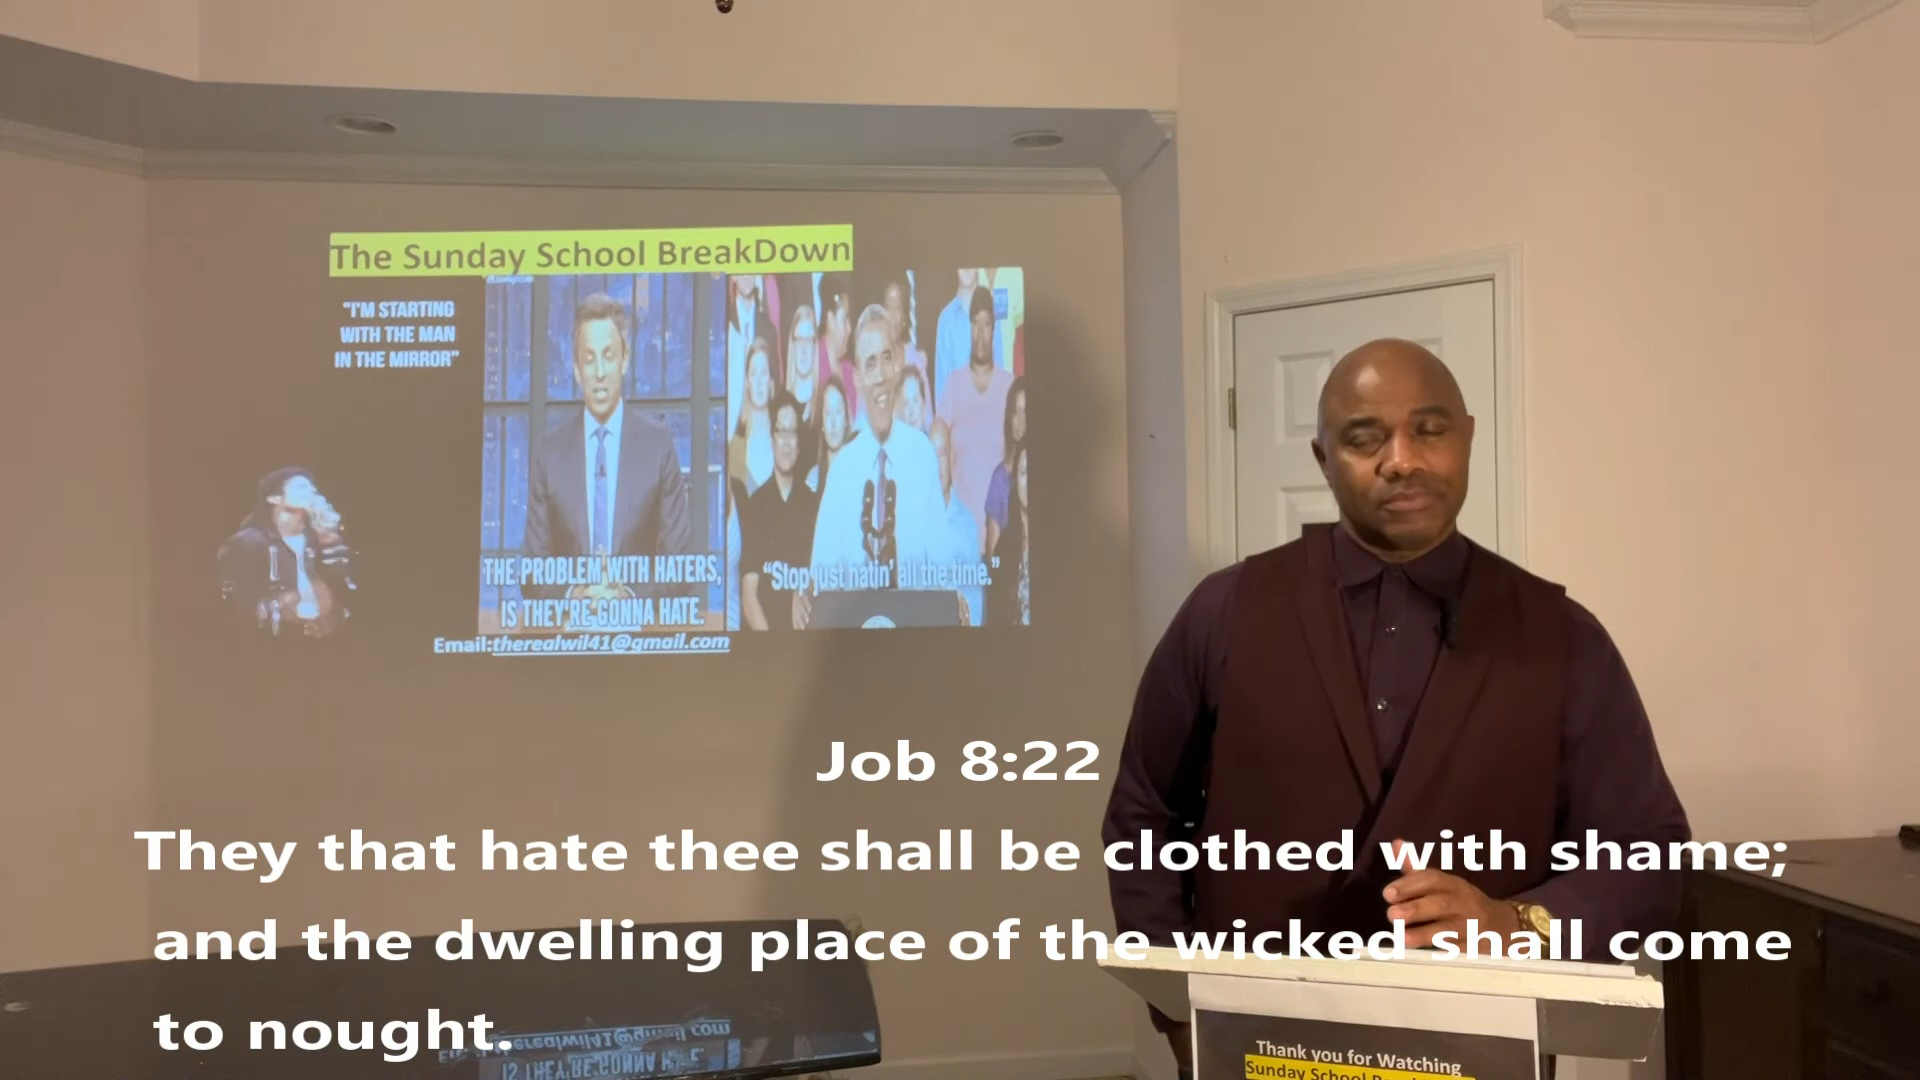 The Sunday School BreakDown
"I'M STARTING
WITH THE MAN
IN THE MIRROR"
THE PROBLEM WITH HATERS,
IS THEY'RE GONNA HATE.
“Stop just hatin’ all the time.”
Email:therealwil41@gmail.com
Job 8:22
They that hate thee shall be clothed with shame;
and the dwelling place of the wicked shall come
to nought.
Thank you for Watching
Sunday School